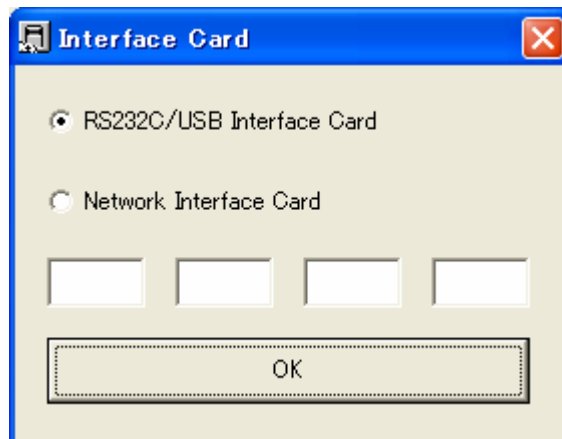 Interface Card
RS232C/USB Interface Card
Network Interface Card
OK